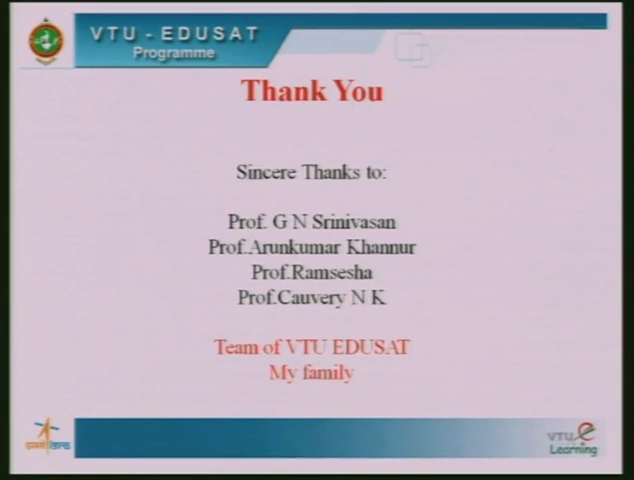 VTU - EDUSAT
Programme
Thank You
Sincere Thanks to:
Prof. G N Srinivasan
Prof.Arunkumar Khannur
Prof.Ramsesha
Prof.Cauvery N K
Team of VTU EDUSAT
My family
VTU e
Learning